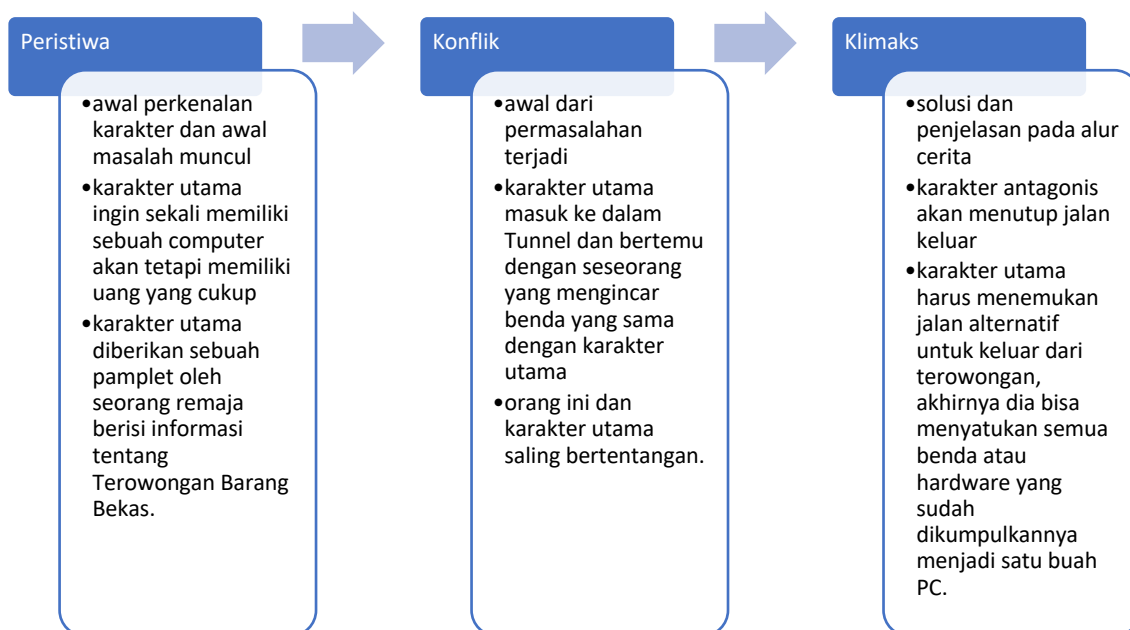 Peristiwa
•awal perkenalan
karakter dan awal
masalah muncul
•karakter utama
ingin sekali memiliki
sebuah computer
akan tetapi memiliki
uang yang cukup
•karakter utama
diberikan sebuah
pamplet oleh
seorang remaja
berisi informasi
tentang
Terowongan Barang
Bekas.
Konflik
•awal dari
permasalahan
terjadi
•karakter utama
masuk ke dalam
Tunnel dan bertemu
dengan seseorang
yang mengincar
benda yang sama
dengan karakter
utama
•orang ini dan
karakter utama
saling bertentangan.
Klimaks
•solusi dan
penjelasan pada alur
cerita
•karakter antagonis
akan menutup jalan
keluar
•karakter utama
harus menemukan
jalan alternatif
untuk keluar dari
terowongan,
akhirnya dia bisa
menyatukan semua
benda atau
hardware yang
sudah
dikumpulkannya
menjadi satu buah
PC.